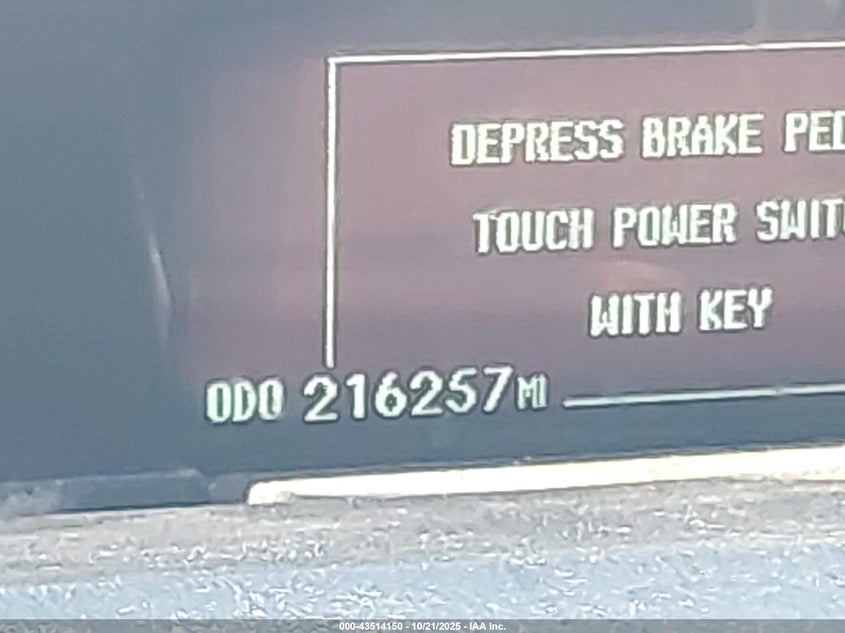 DEPRESS BRAKE PED
TOUCH POWER SWIT
WITH KEY
ODO 216257 MI
000-43514150 - 10/21/2025 - IAA Inc.